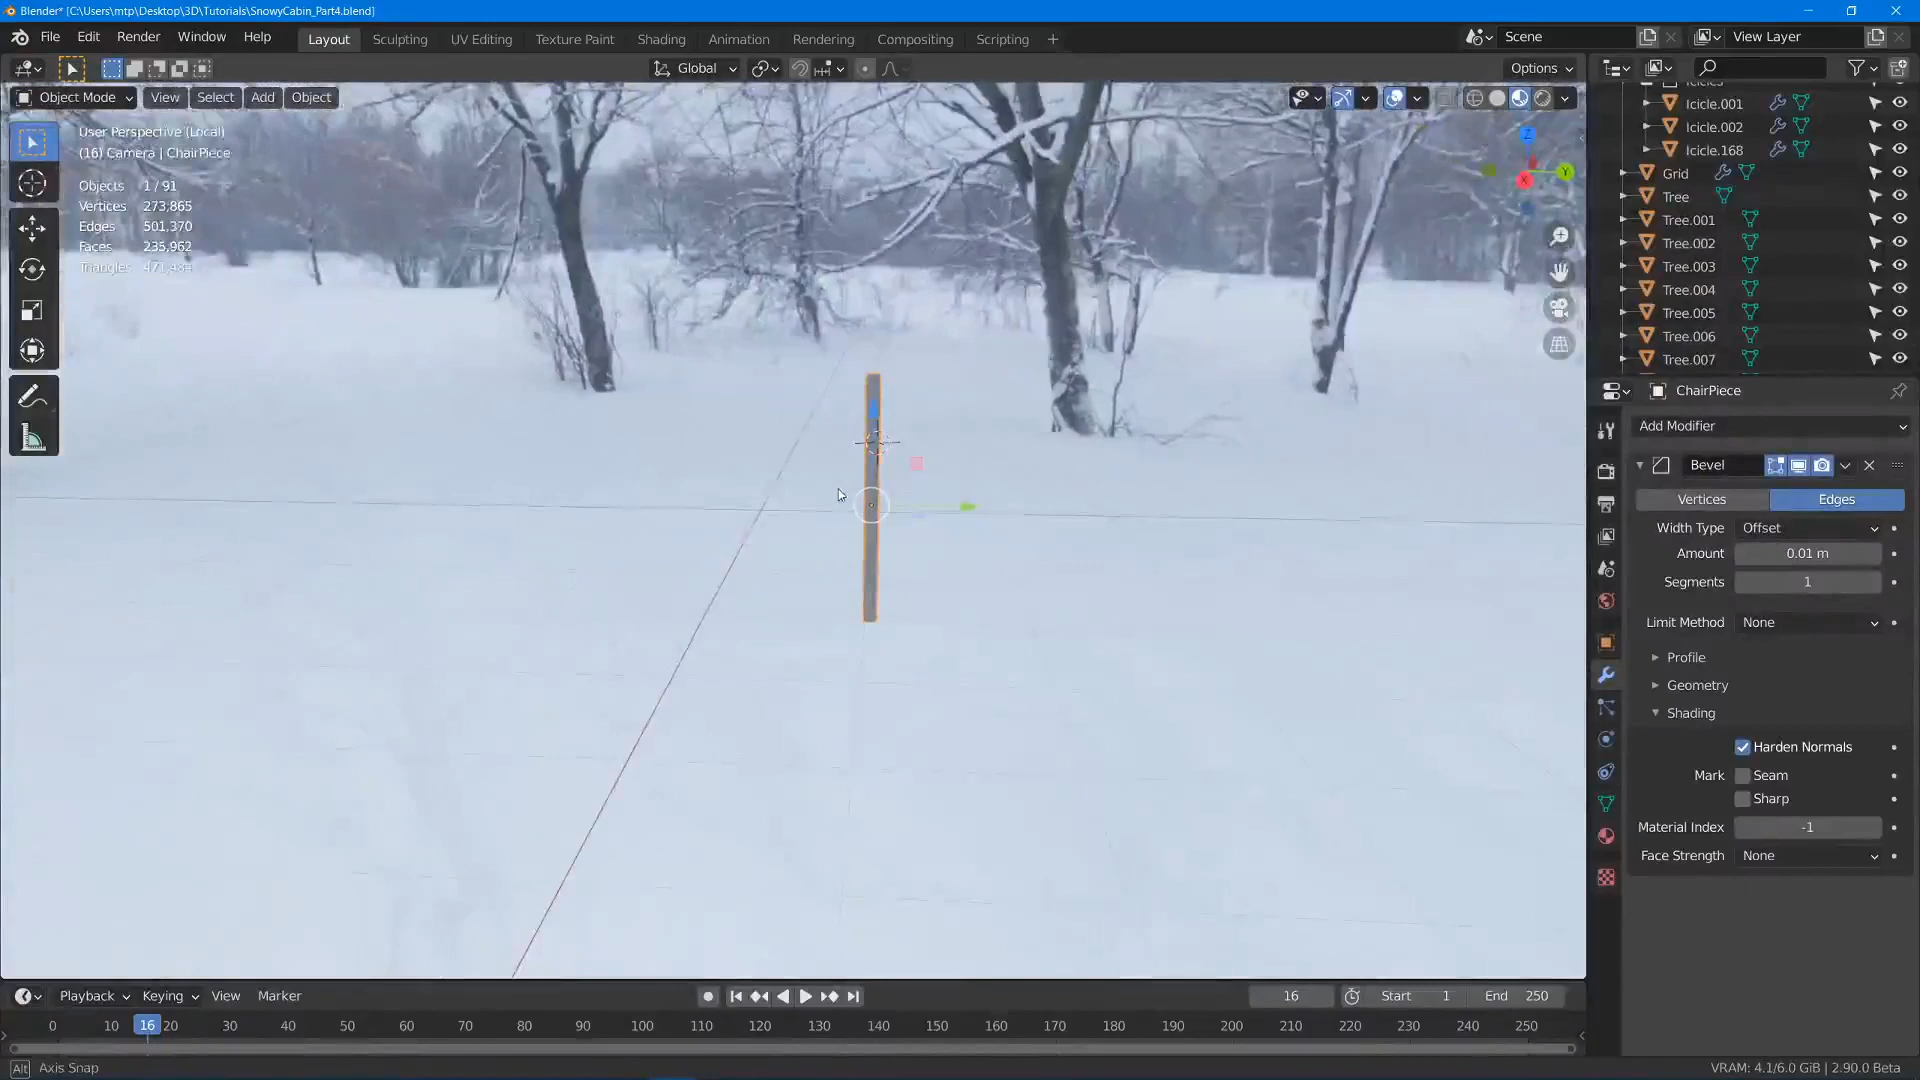 Blender* [C:\Users\mtp\Desktop\3D\Tutorials\SnowyCabin_Part4.blend]
File Edit Render Window Help Layout Sculpting UV Editing Texture Paint Shading Animation Rendering Compositing Scripting + Scene View Layer
Global Options
Object Mode View Select Add Object
User Perspective (Local)
(16) Camera | ChairPiece
Objects 1 / 91
Vertices 273,865
Edges 501,370
Faces 235,962
Triangles 471,484
Z
Y
X
Icicles
Icicle.001
Icicle.002
Icicle.168
Grid
Tree
Tree.001
Tree.002
Tree.003
Tree.004
Tree.005
Tree.006
Tree.007
ChairPiece
Add Modifier
Bevel
Vertices Edges
Width Type Offset
Amount 0.01 m
Segments 1
Limit Method None
Profile
Geometry
Shading
Harden Normals
Mark Seam
Sharp
Material Index -1
Face Strength None
Playback Keying View Marker 16 Start 1 End 250
0 10 16 20 30 40 50 60 70 80 90 100 110 120 130 140 150 160 170 180 190 200 210 220 230 240 250
Alt Axis Snap VRAM: 4.1/6.0 GiB | 2.90.0 Beta